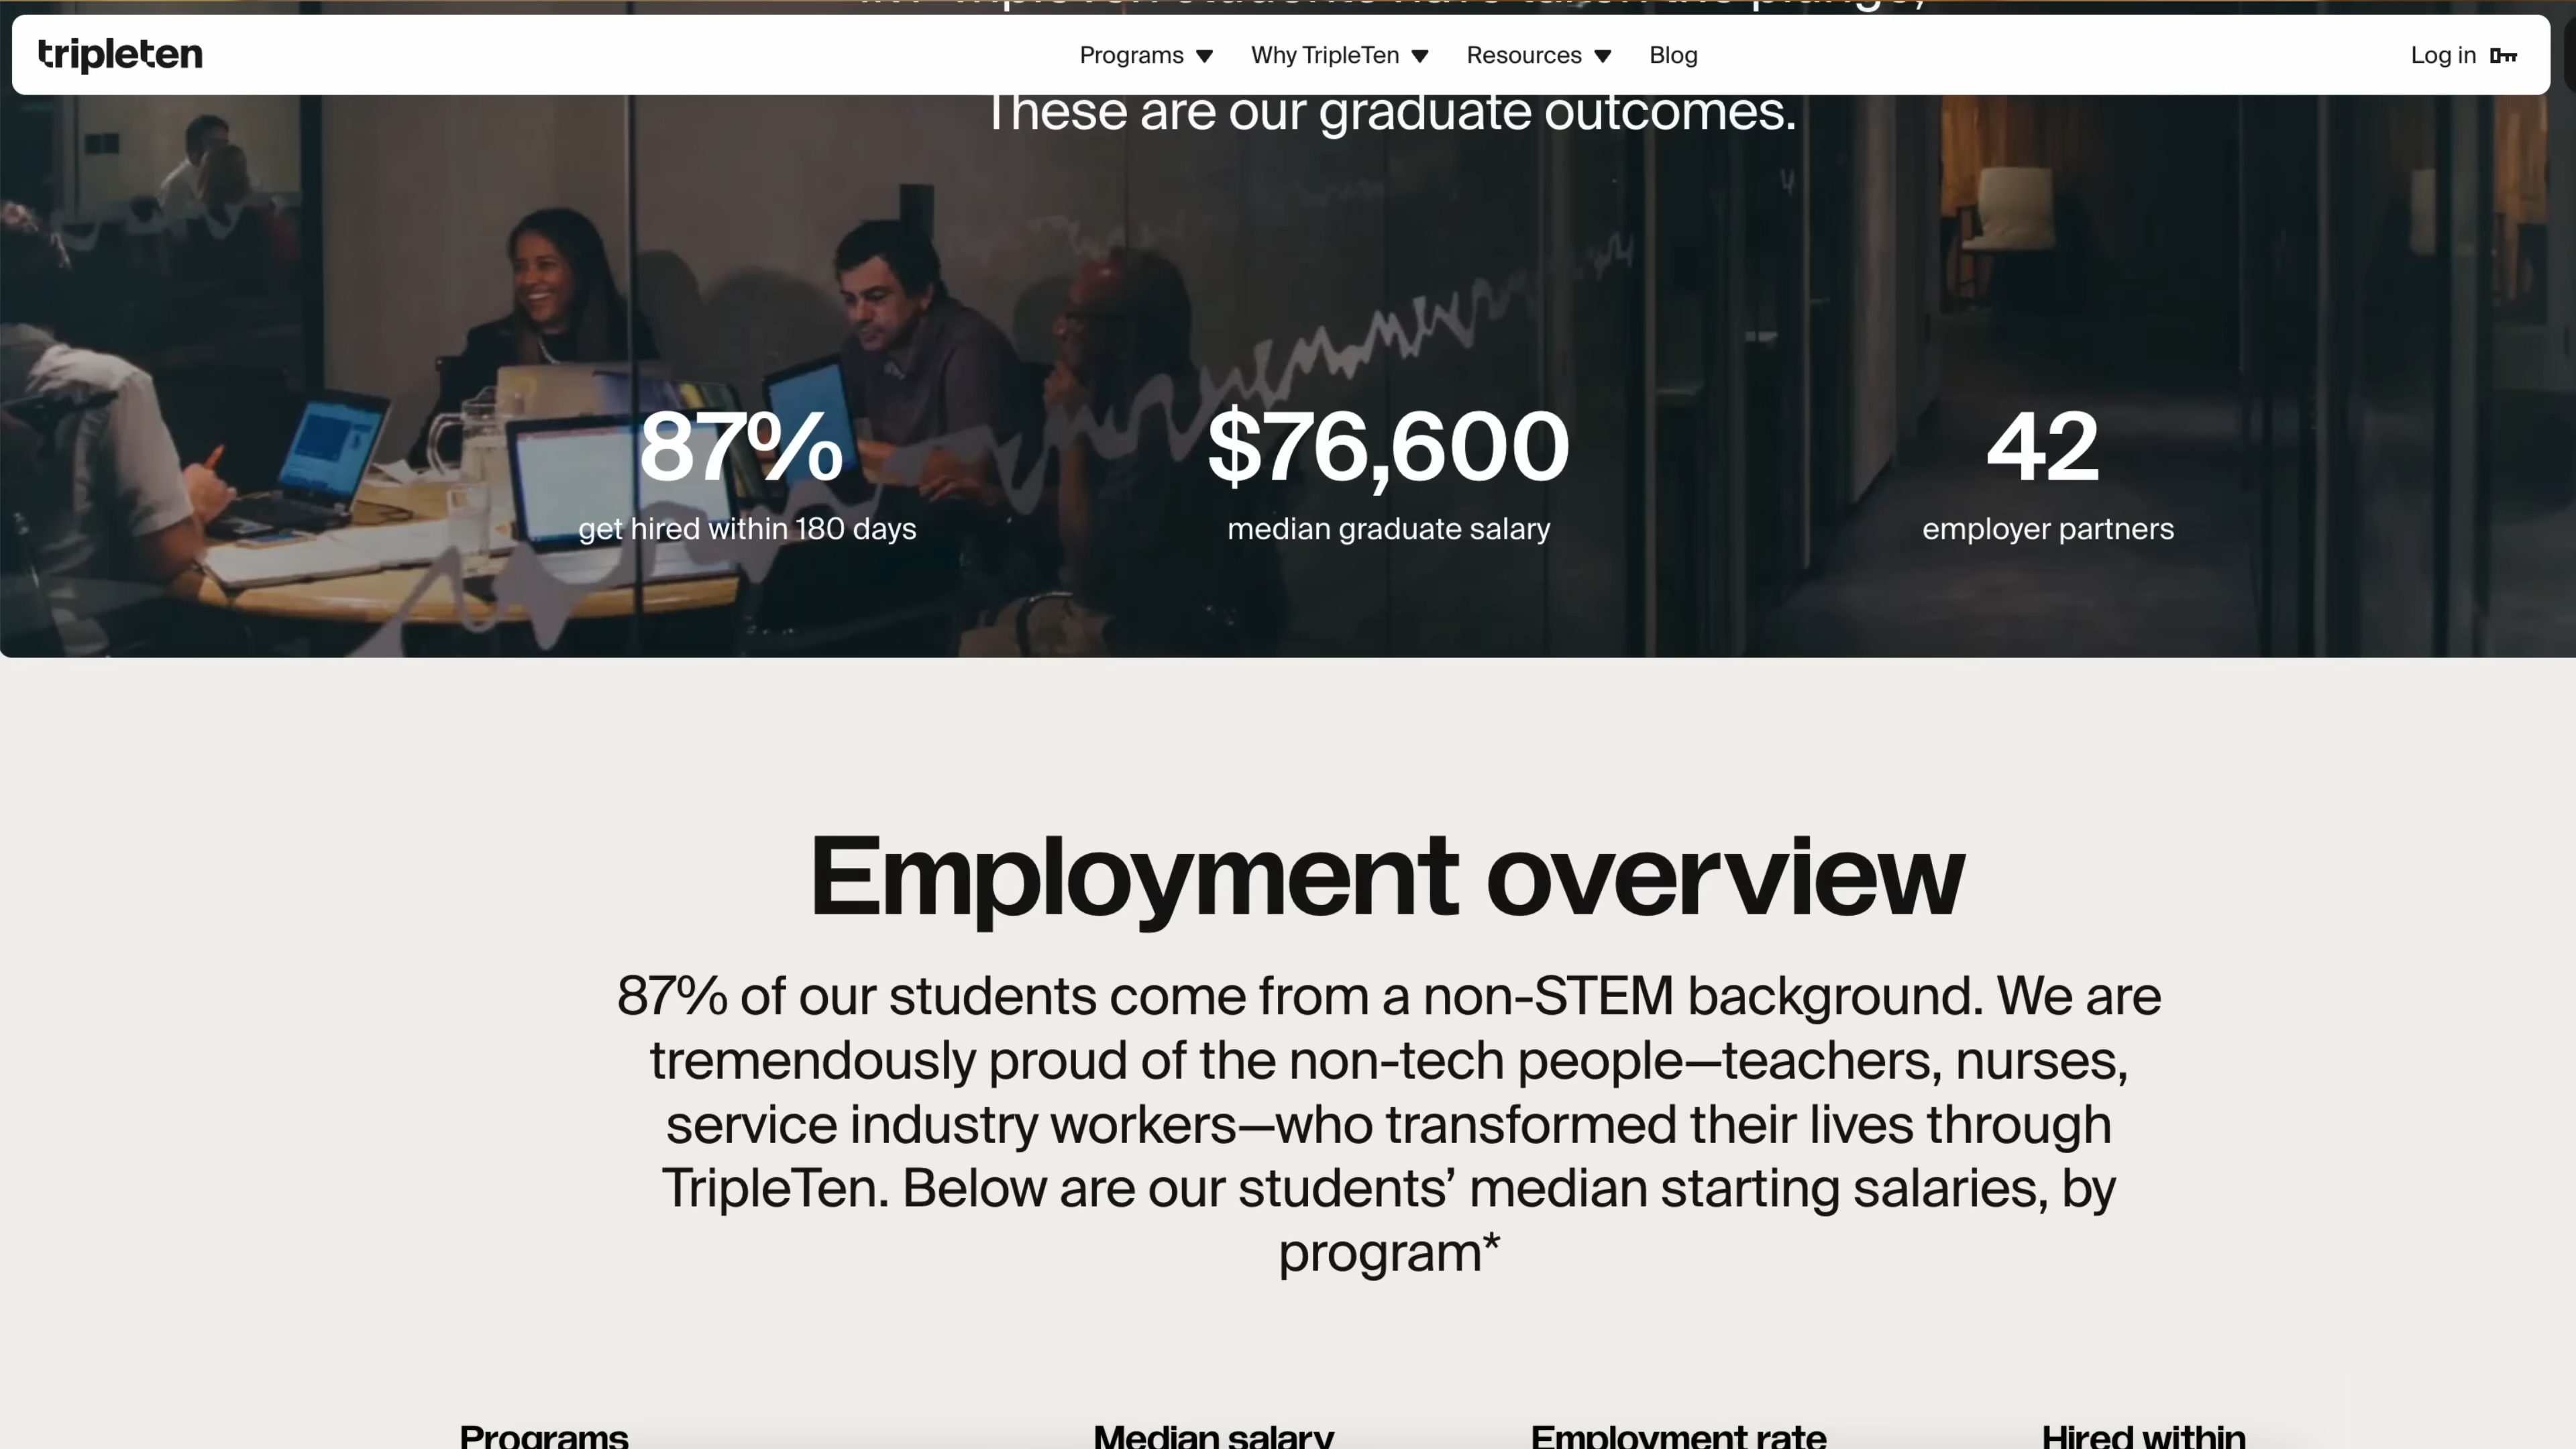 tripleten
Programs
Why TripleTen
Resources
Blog
Log in
These are our graduate outcomes.
87%
get hired within 180 days
$76,600
median graduate salary
42
employer partners
Employment overview
87% of our students come from a non-STEM background. We are
tremendously proud of the non-tech people—teachers, nurses,
service industry workers—who transformed their lives through
TripleTen. Below are our students’ median starting salaries, by
program*
Programs
Median salary
Employment rate
Hired within